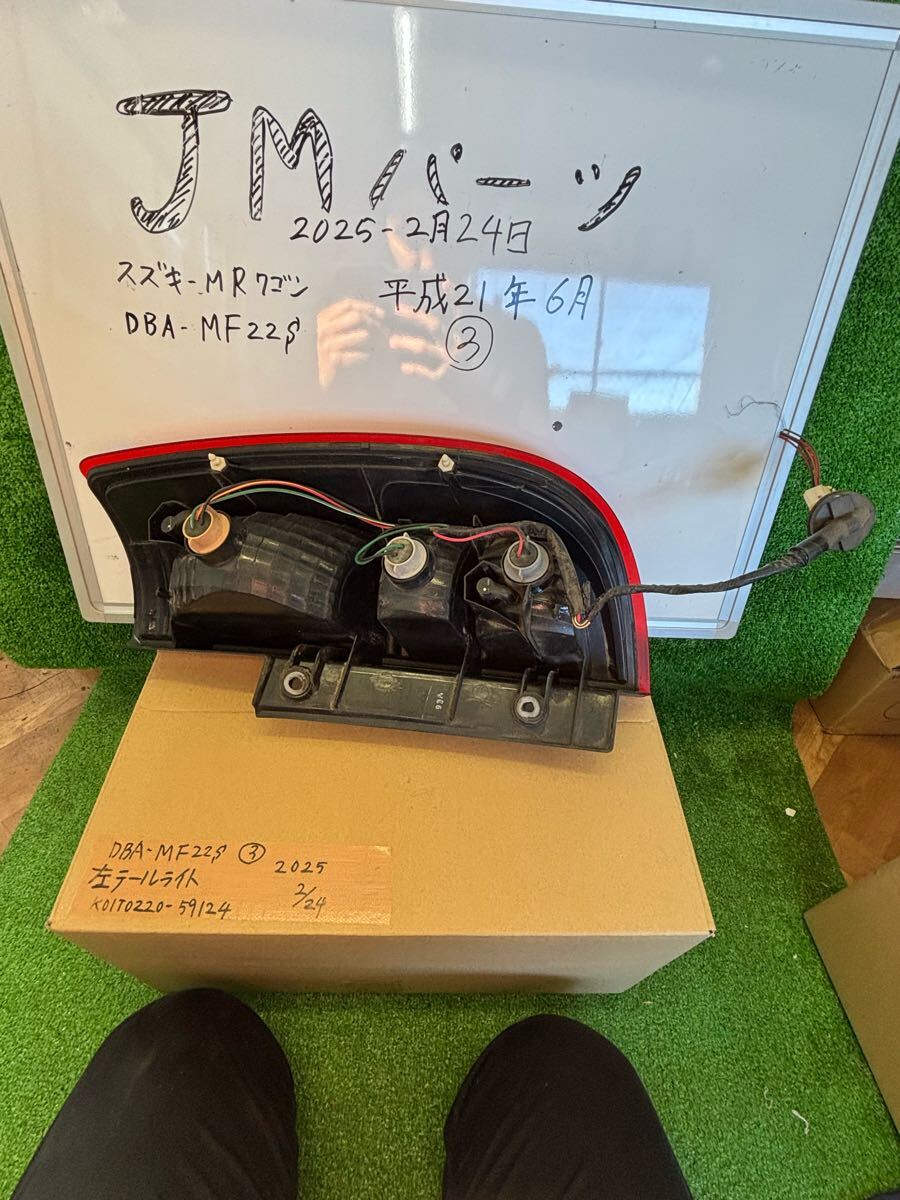 JMパーツ
2025-2月24日
スズキ-MRワゴン 平成21年6月
DBA-MF22S ③
V36
DBA-MF22S ③ 2025
左テールライト 2/24
KOITO220-59124